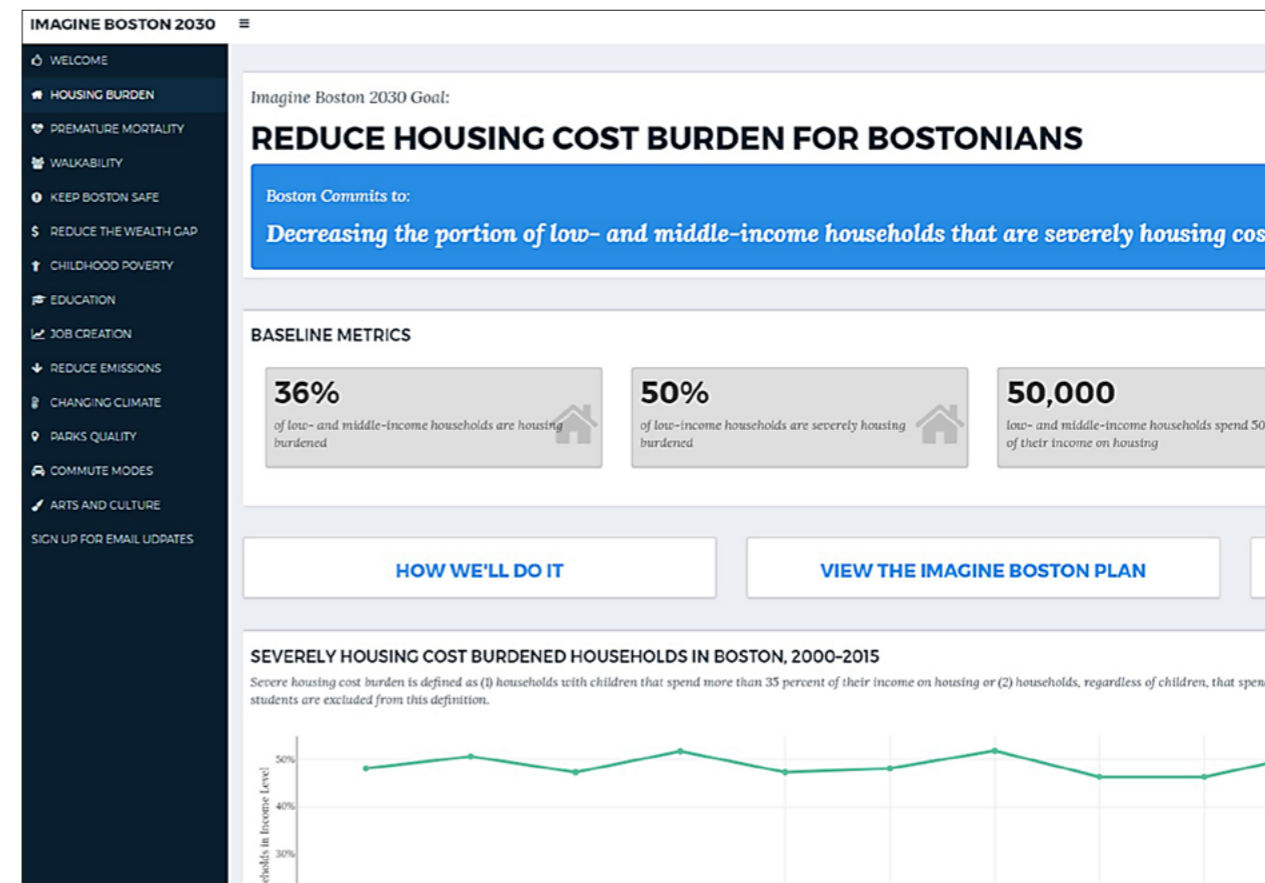 IMAGINE BOSTON 2030
WELCOME
HOUSING BURDEN
PREMATURE MORTALITY
WALKABILITY
KEEP BOSTON SAFE
$ REDUCE THE WEALTH GAP
CHILDHOOD POVERTY
EDUCATION
JOB CREATION
REDUCE EMISSIONS
CHANGING CLIMATE
PARKS QUALITY
COMMUTE MODES
ARTS AND CULTURE
SIGN UP FOR EMAIL UDPATES
Imagine Boston 2030 Goal:
REDUCE HOUSING COST BURDEN FOR BOSTONIANS
Boston Commits to:
Decreasing the portion of low- and middle-income households that are severely housing cos
BASELINE METRICS
36%
of low- and middle-income households are housing
burdened
50%
of low-income households are severely housing
burdened
50,000
low- and middle-income households spend 50
of their income on housing
HOW WE'LL DO IT
VIEW THE IMAGINE BOSTON PLAN
SEVERELY HOUSING COST BURDENED HOUSEHOLDS IN BOSTON, 2000-2015
Severe housing cost burden is defined as (1) households with children that spend more than 35 percent of their income on housing or (2) households, regardless of children, that spen
students are excluded from this definition.
50%
40%
30%
eholds in Income Level